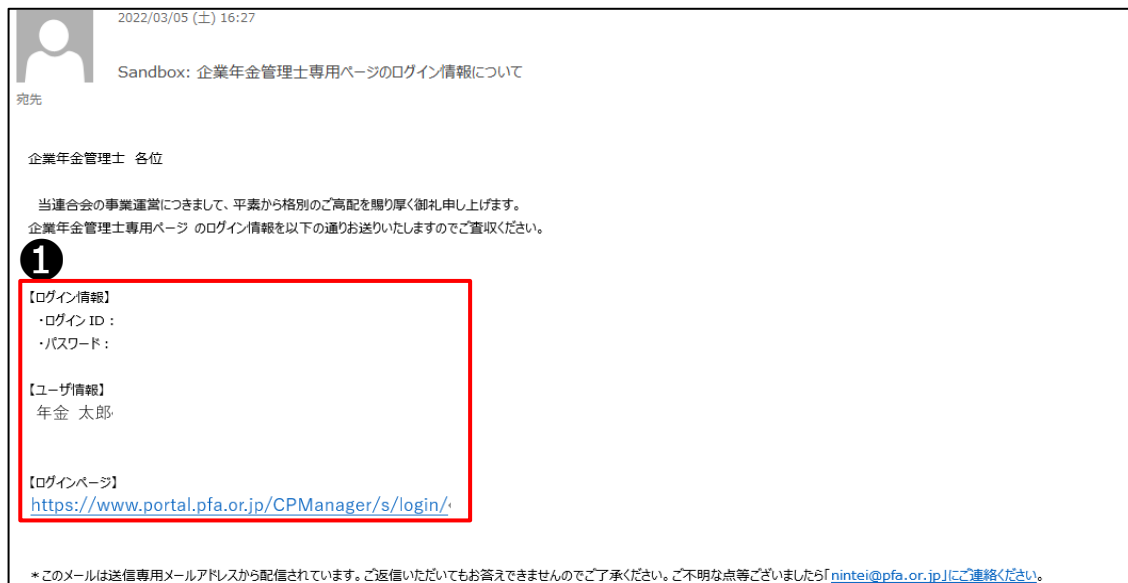 2022/03/05 (土) 16:27
Sandbox: 企業年金管理士専用ページのログイン情報について
宛先
企業年金管理士 各位
当連合会の事業運営につきまして、平素から格別のご高配を賜り厚く御礼申し上げます。
企業年金管理士専用ページ のログイン情報を以下の通りお送りいたしますのでご査収ください。
❶
【ログイン情報】
・ログイン ID：
・パスワード：
【ユーザ情報】
年金 太郎
【ログインページ】
https://www.portal.pfa.or.jp/CPManager/s/login/
＊このメールは送信専用メールアドレスから配信されています。ご返信いただいてもお答えできませんのでご了承ください。ご不明な点等ございましたら「nintei@pfa.or.jp」にご連絡ください。